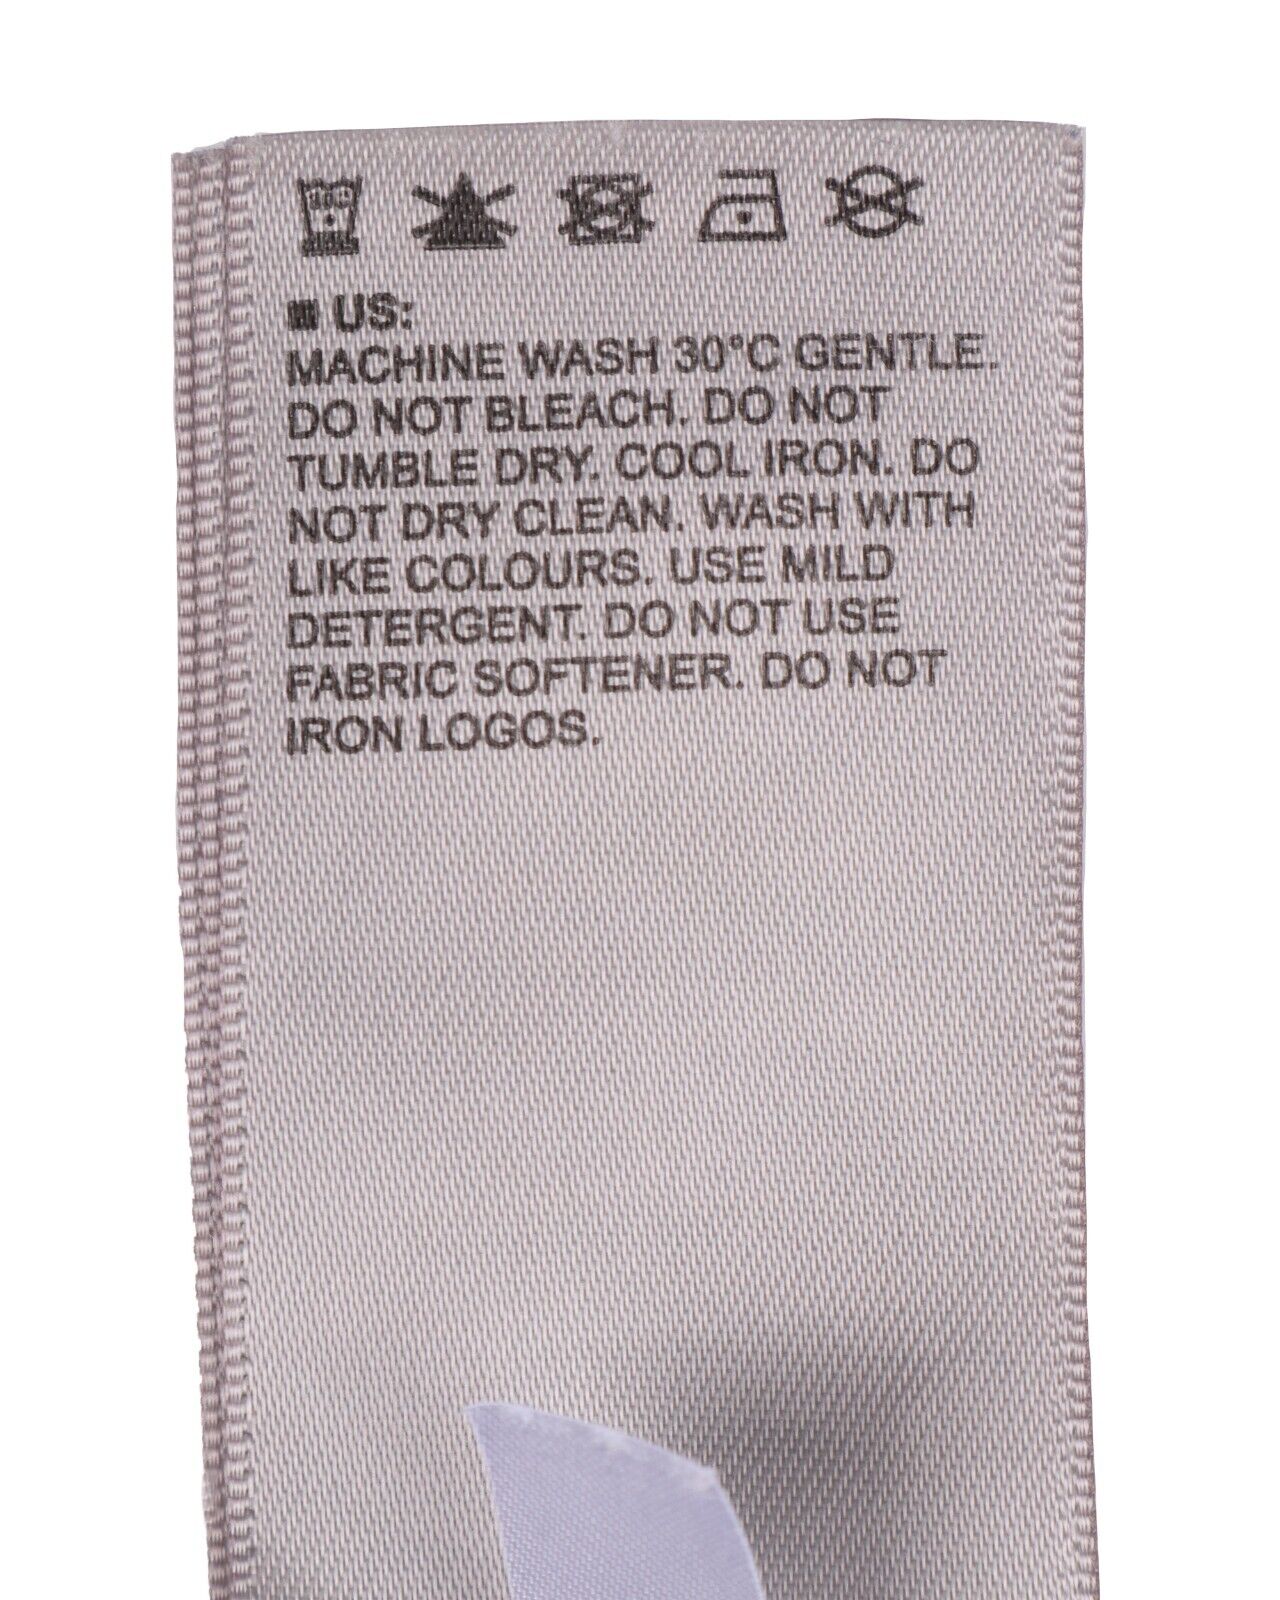 ■ US:
MACHINE WASH 30°C GENTLE.
DO NOT BLEACH. DO NOT
TUMBLE DRY. COOL IRON. DO
NOT DRY CLEAN. WASH WITH
LIKE COLOURS. USE MILD
DETERGENT. DO NOT USE
FABRIC SOFTENER. DO NOT
IRON LOGOS.